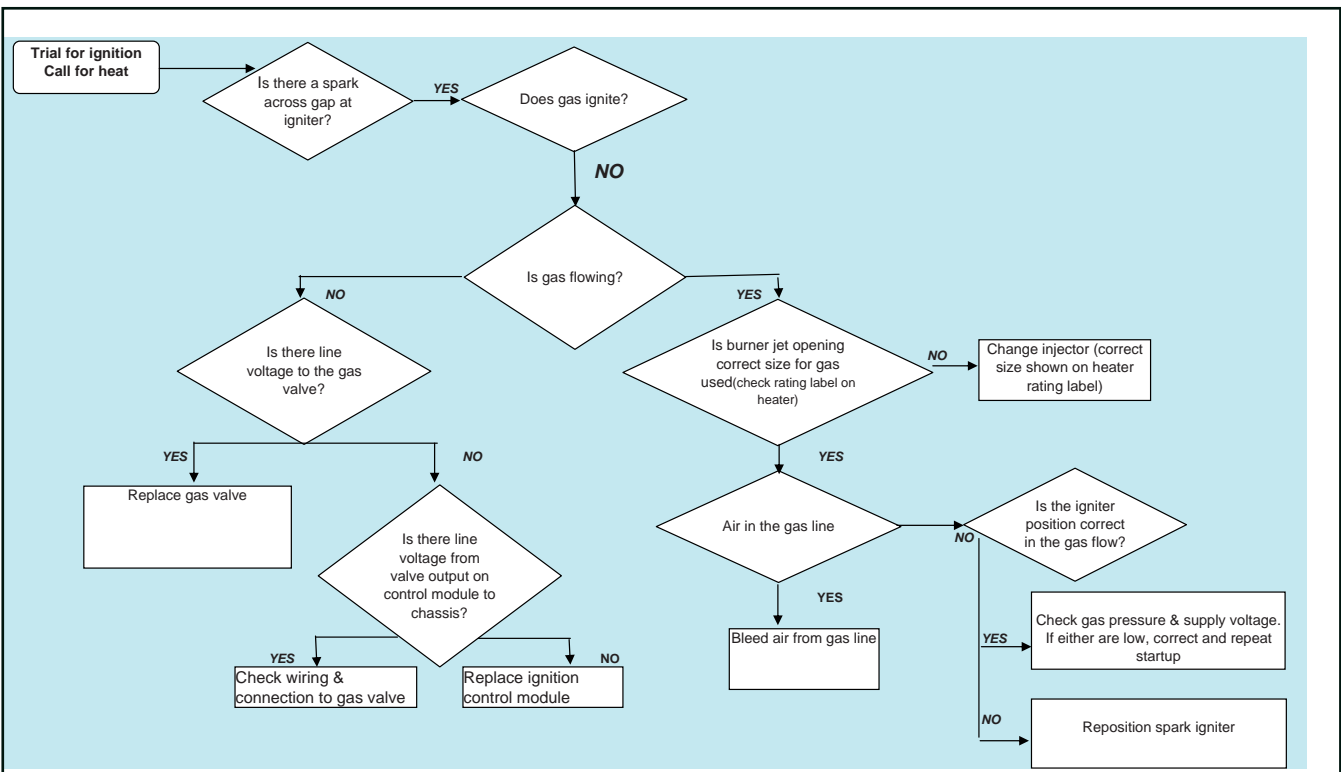 Trial for ignition
Call for heat
Is there a spark
across gap at
igniter?
YES
Does gas ignite?
NO
Is gas flowing?
NO
YES
Is there line
voltage to the gas
valve?
Is burner jet opening
correct size for gas
used(check rating label on
heater)
NO
Change injector (correct
size shown on heater
rating label)
YES
NO
YES
Replace gas valve
Is there line
voltage from
valve output on
control module to
chassis?
Air in the gas line
NO
Is the igniter
position correct
in the gas flow?
YES
Bleed air from gas line
YES
Check gas pressure & supply voltage.
If either are low, correct and repeat
startup
YES
NO
Check wiring &
connection to gas valve
Replace ignition
control module
NO
Reposition spark igniter